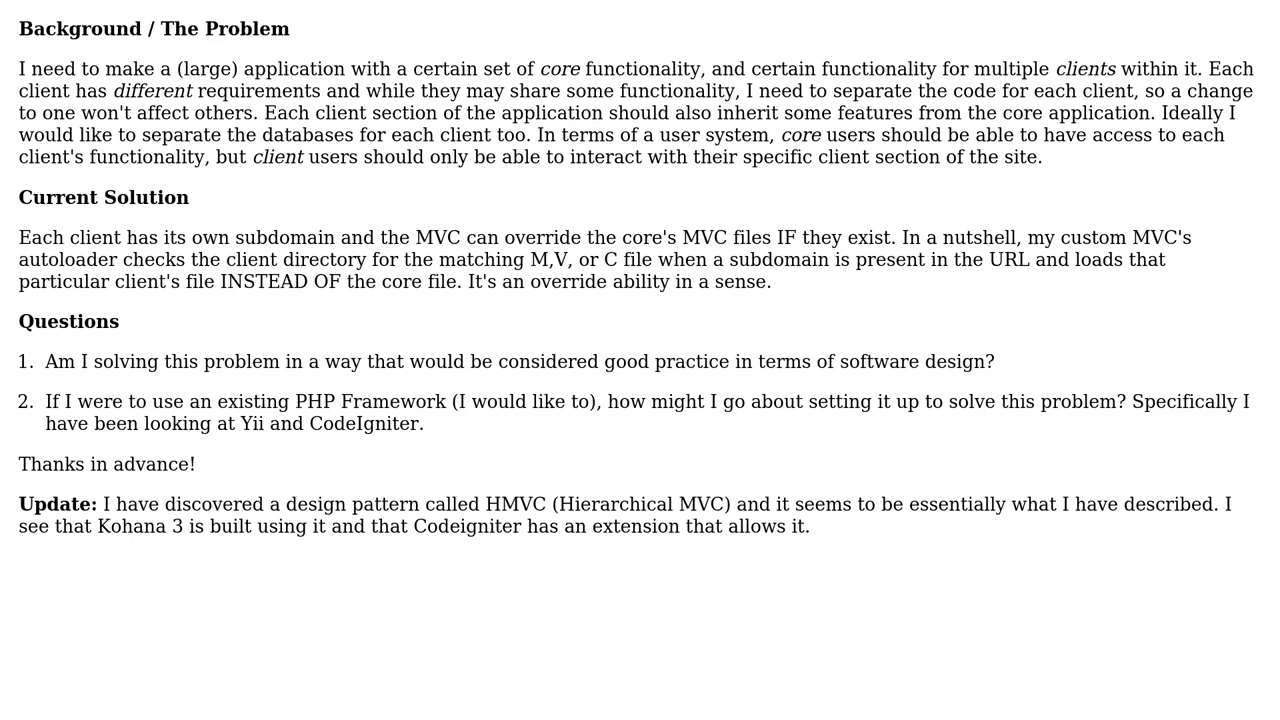 Background / The Problem
I need to make a (large) application with a certain set of core functionality, and certain functionality for multiple clients within it. Each
client has different requirements and while they may share some functionality, I need to separate the code for each client, so a change
to one won't affect others. Each client section of the application should also inherit some features from the core application. Ideally I
would like to separate the databases for each client too. In terms of a user system, core users should be able to have access to each
client's functionality, but client users should only be able to interact with their specific client section of the site.
Current Solution
Each client has its own subdomain and the MVC can override the core's MVC files IF they exist. In a nutshell, my custom MVC's
autoloader checks the client directory for the matching M,V, or C file when a subdomain is present in the URL and loads that
particular client's file INSTEAD OF the core file. It's an override ability in a sense.
Questions
1. Am I solving this problem in a way that would be considered good practice in terms of software design?
2. If I were to use an existing PHP Framework (I would like to), how might I go about setting it up to solve this problem? Specifically I
have been looking at Yii and CodeIgniter.
Thanks in advance!
Update: I have discovered a design pattern called HMVC (Hierarchical MVC) and it seems to be essentially what I have described. I
see that Kohana 3 is built using it and that Codeigniter has an extension that allows it.